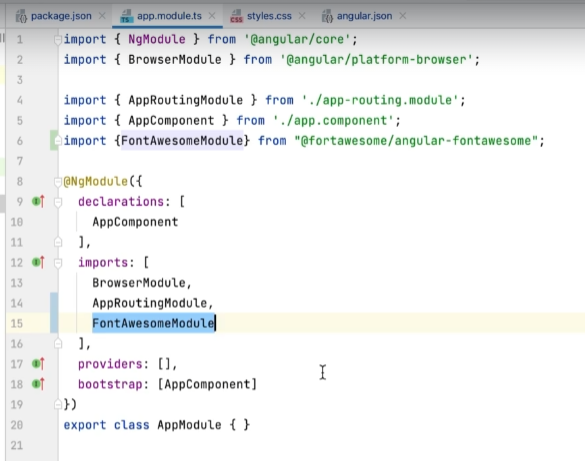 package.json app.module.ts styles.css angular.json
1 import { NgModule } from '@angular/core';
2 import { BrowserModule } from '@angular/platform-browser';
3
4 import { AppRoutingModule } from './app-routing.module';
5 import { AppComponent } from './app.component';
6 import {FontAwesomeModule} from "@fortawesome/angular-fontawesome";
7
8 @NgModule({
9 declarations: [
10 AppComponent
11 ],
12 imports: [
13 BrowserModule,
14 AppRoutingModule,
15 FontAwesomeModule
16 ],
17 providers: [],
18 bootstrap: [AppComponent]
19 })
20 export class AppModule { }
21